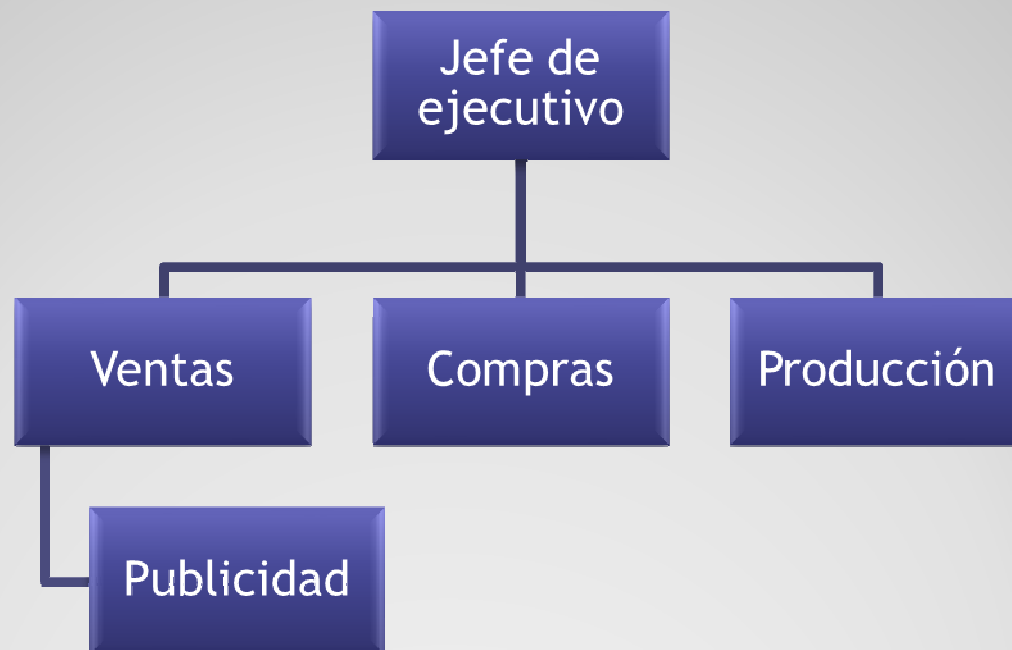 Jefe de
ejecutivo
Ventas
Compras
Producción
Publicidad